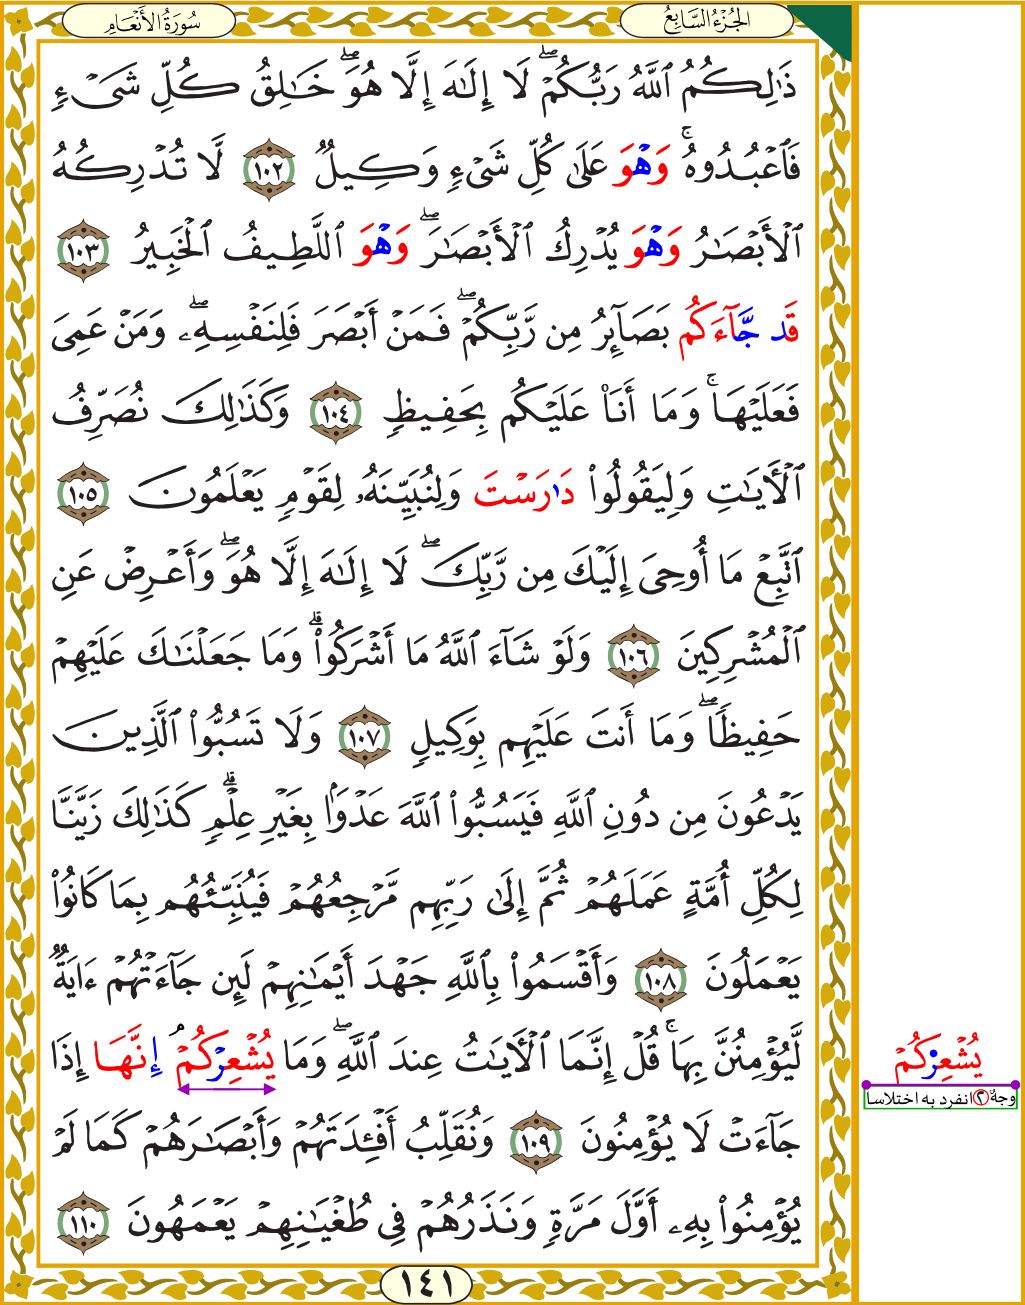 سُورَةُ الأَنْعَامِ
الجُزْءُ السَّابِعُ
ذَٰلِكُمُ ٱللَّهُ رَبُّكُمْۖ لَا إِلَٰهَ إِلَّا هُوَۖ خَٰلِقُ كُلِّ شَىْءٍ
فَٱعْبُدُوهُۚ وَهْوَ عَلَىٰ كُلِّ شَىْءٍ وَكِيلٌ ١٠٢ لَّا تُدْرِكُهُ
ٱلْأَبْصَٰرُ وَهْوَ يُدْرِكُ ٱلْأَبْصَٰرَۖ وَهْوَ ٱللَّطِيفُ ٱلْخَبِيرُ ١٠٣
قَد جَّآءَكُم بَصَآئِرُ مِن رَّبِّكُمْۖ فَمَنْ أَبْصَرَ فَلِنَفْسِهِۦۖ وَمَنْ عَمِىَ
فَعَلَيْهَاۚ وَمَا أَنَا۠ عَلَيْكُم بِحَفِيظٍ ١٠٤ وَكَذَٰلِكَ نُصَرِّفُ
ٱلْأَيَٰتِ وَلِيَقُولُوا۟ دَٰرَسْتَ وَلِنُبَيِّنَهُۥ لِقَوْمٍ يَعْلَمُونَ ١٠٥
ٱتَّبِعْ مَا أُوحِىَ إِلَيْكَ مِن رَّبِّكَۖ لَا إِلَٰهَ إِلَّا هُوَۖ وَأَعْرِضْ عَنِ
ٱلْمُشْرِكِينَ ١٠٦ وَلَوْ شَآءَ ٱللَّهُ مَا أَشْرَكُوا۟ۗ وَمَا جَعَلْنَٰكَ عَلَيْهِمْ
حَفِيظًاۖ وَمَا أَنتَ عَلَيْهِم بِوَكِيلٍ ١٠٧ وَلَا تَسُبُّوا۟ ٱلَّذِينَ
يَدْعُونَ مِن دُونِ ٱللَّهِ فَيَسُبُّوا۟ ٱللَّهَ عَدْوًۢا بِغَيْرِ عِلْمٍۗ كَذَٰلِكَ زَيَّنَّا
لِكُلِّ أُمَّةٍ عَمَلَهُمْ ثُمَّ إِلَىٰ رَبِّهِم مَّرْجِعُهُمْ فَيُنَبِّئُهُم بِمَا كَانُوا۟
يَعْمَلُونَ ١٠٨ وَأَقْسَمُوا۟ بِٱللَّهِ جَهْدَ أَيْمَٰنِهِمْ لَئِن جَآءَتْهُمْ ءَايَةٌ
لَّيُؤْمِنُنَّ بِهَاۚ قُلْ إِنَّمَا ٱلْأَيَٰتُ عِندَ ٱللَّهِۖ وَمَا يُشْعِرْكُمْۥ إِنَّهَا إِذَا
يُشْعِرْكُمْ
وجه ٢ انفرد به اختلاسا
جَآءَتْ لَا يُؤْمِنُونَ ١٠٩ وَنُقَلِّبُ أَفْـِٔدَتَهُمْ وَأَبْصَٰرَهُمْ كَمَا لَمْ
يُؤْمِنُوا۟ بِهِۦ أَوَّلَ مَرَّةٍ وَنَذَرُهُمْ فِى طُغْيَٰنِهِمْ يَعْمَهُونَ ١١٠
١٤١